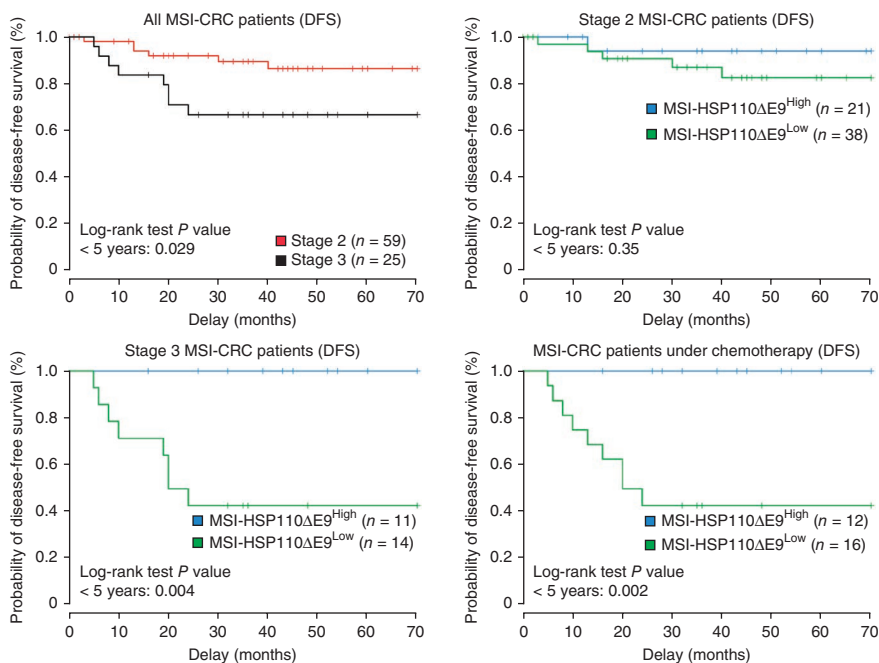 All MSI-CRC patients (DFS)
Probability of disease-free survival (%)
1.0
0.8
0.6
0.4
0.2
0
Log-rank test P value
< 5 years: 0.029
Stage 2 (n = 59)
Stage 3 (n = 25)
0 10 20 30 40 50 60 70
Delay (months)
Stage 2 MSI-CRC patients (DFS)
Probability of disease-free survival (%)
1.0
0.8
0.6
0.4
0.2
0
MSI-HSP110ΔE9High (n = 21)
MSI-HSP110ΔE9Low (n = 38)
Log-rank test P value
< 5 years: 0.35
0 10 20 30 40 50 60 70
Delay (months)
Stage 3 MSI-CRC patients (DFS)
Probability of disease-free survival (%)
1.0
0.8
0.6
0.4
0.2
0
MSI-HSP110ΔE9High (n = 11)
MSI-HSP110ΔE9Low (n = 14)
Log-rank test P value
< 5 years: 0.004
0 10 20 30 40 50 60 70
Delay (months)
MSI-CRC patients under chemotherapy (DFS)
Probability of disease-free survival (%)
1.0
0.8
0.6
0.4
0.2
0
MSI-HSP110ΔE9High (n = 12)
MSI-HSP110ΔE9Low (n = 16)
Log-rank test P value
< 5 years: 0.002
0 10 20 30 40 50 60 70
Delay (months)